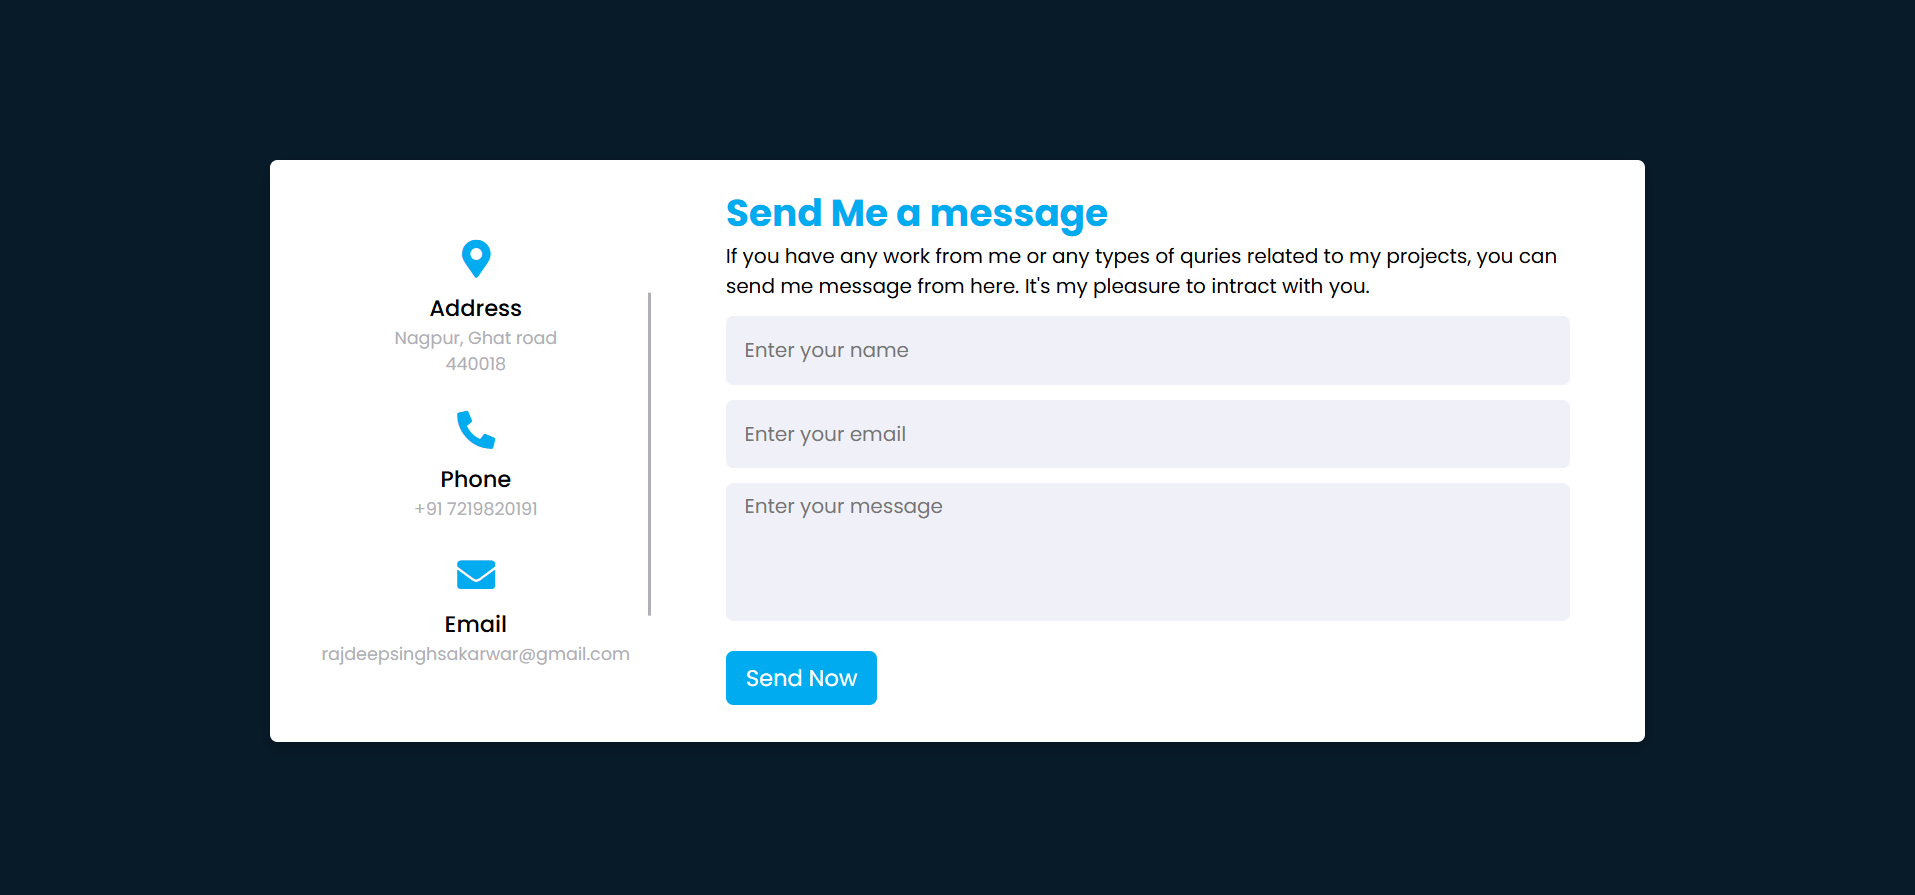 Address
Nagpur, Ghat road
440018
Phone
+91 7219820191
Email
rajdeepsinghsakarwar@gmail.com
Send Me a message
If you have any work from me or any types of quries related to my projects, you can
send me message from here. It's my pleasure to intract with you.
Enter your name
Enter your email
Enter your message
Send Now